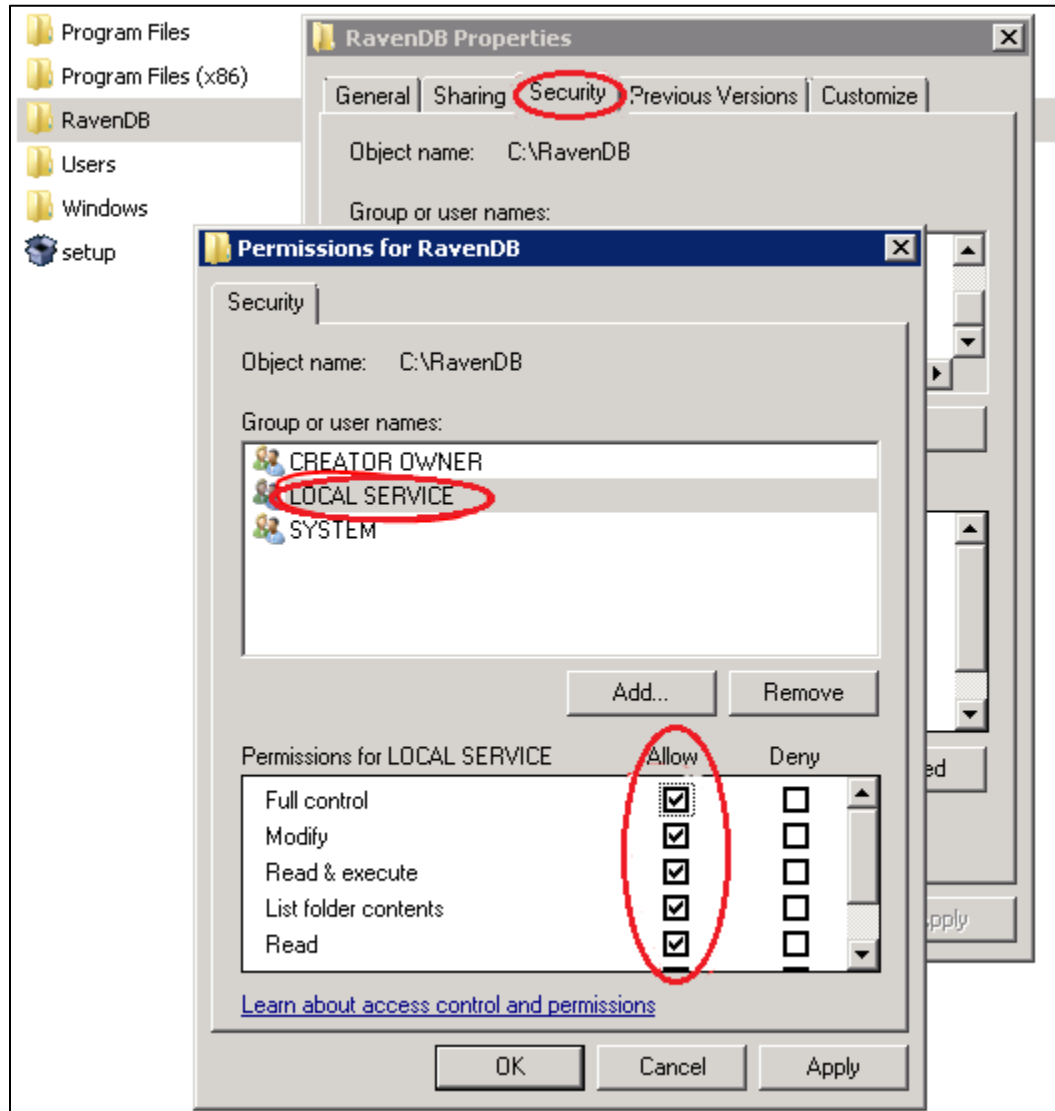 Program Files
Program Files (x86)
RavenDB
Users
Windows
setup
RavenDB Properties
General Sharing Security Previous Versions Customize
Object name: C:\RavenDB
Group or user names:
Permissions for RavenDB
Security
Object name: C:\RavenDB
Group or user names:
CREATOR OWNER
LOCAL SERVICE
SYSTEM
Add... Remove
Permissions for LOCAL SERVICE Allow Deny
Full control
Modify
Read & execute
List folder contents
Read
Learn about access control and permissions
OK Cancel Apply